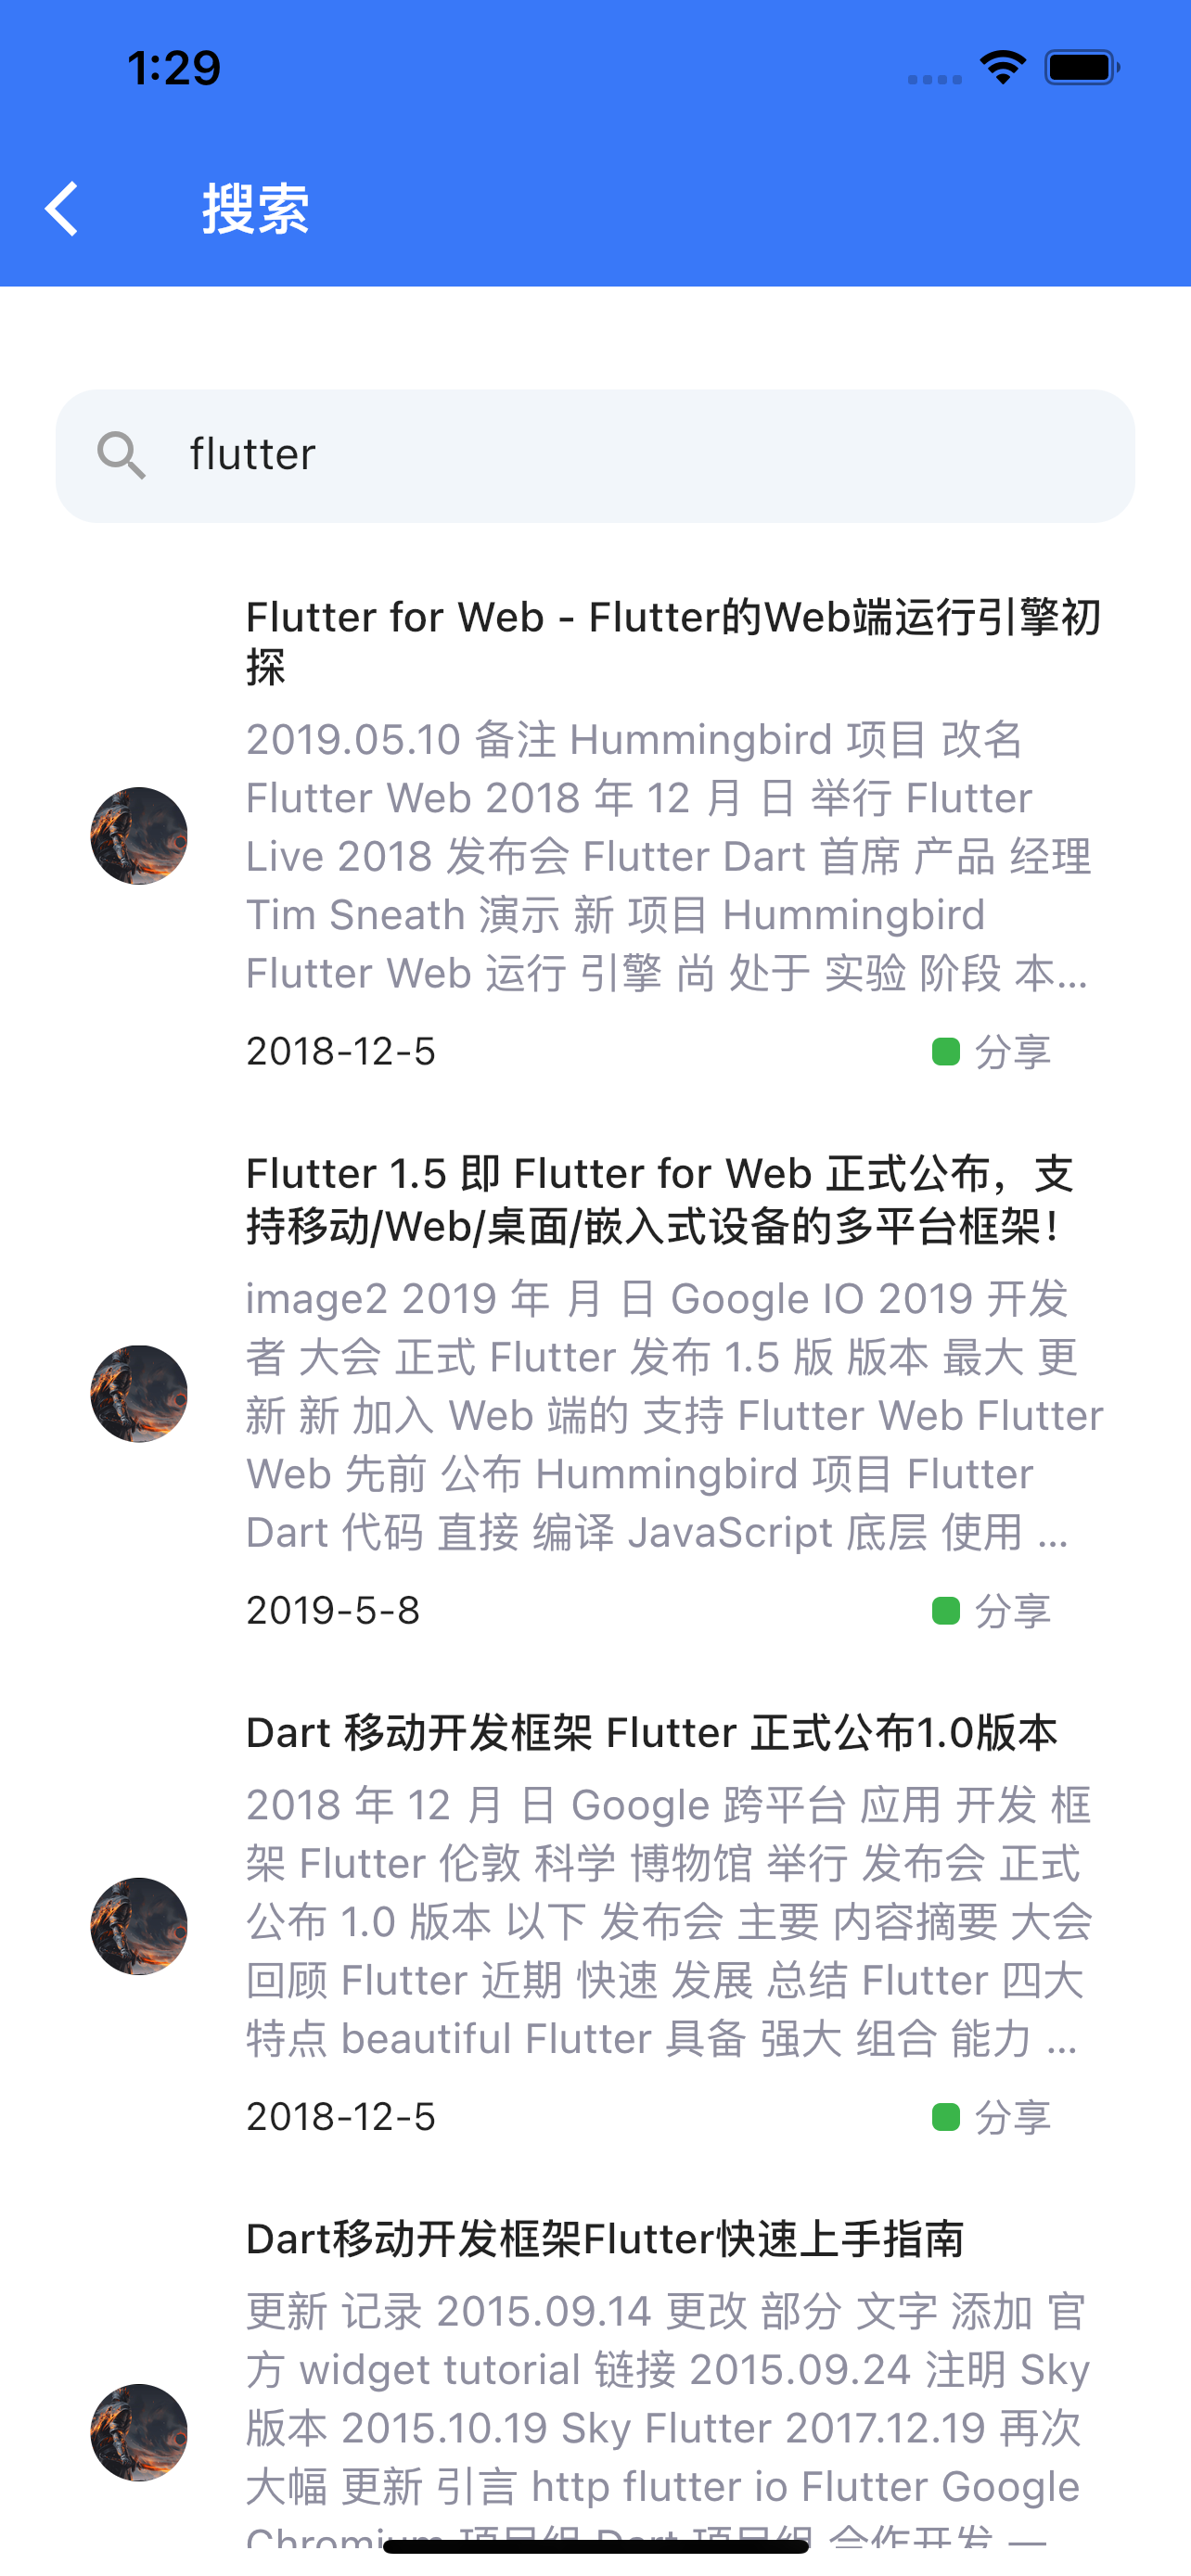 1:29
搜索
flutter
Flutter for Web - Flutter的Web端运行引擎初
探
2019.05.10 备注 Hummingbird 项目 改名
Flutter Web 2018 年 12 月 日 举行 Flutter
Live 2018 发布会 Flutter Dart 首席 产品 经理
Tim Sneath 演示 新 项目 Hummingbird
Flutter Web 运行 引擎 尚 处于 实验 阶段 本...
2018-12-5 分享
Flutter 1.5 即 Flutter for Web 正式公布，支
持移动/Web/桌面/嵌入式设备的多平台框架！
image2 2019 年 月 日 Google IO 2019 开发
者 大会 正式 Flutter 发布 1.5 版 版本 最大 更
新 新 加入 Web 端的 支持 Flutter Web Flutter
Web 先前 公布 Hummingbird 项目 Flutter
Dart 代码 直接 编译 JavaScript 底层 使用 ...
2019-5-8 分享
Dart 移动开发框架 Flutter 正式公布1.0版本
2018 年 12 月 日 Google 跨平台 应用 开发 框
架 Flutter 伦敦 科学 博物馆 举行 发布会 正式
公布 1.0 版本 以下 发布会 主要 内容摘要 大会
回顾 Flutter 近期 快速 发展 总结 Flutter 四大
特点 beautiful Flutter 具备 强大 组合 能力 ...
2018-12-5 分享
Dart移动开发框架Flutter快速上手指南
更新 记录 2015.09.14 更改 部分 文字 添加 官
方 widget tutorial 链接 2015.09.24 注明 Sky
版本 2015.10.19 Sky Flutter 2017.12.19 再次
大幅 更新 引言 http flutter io Flutter Google
Chromium 项目组 Dart 项目组 合作开发 一